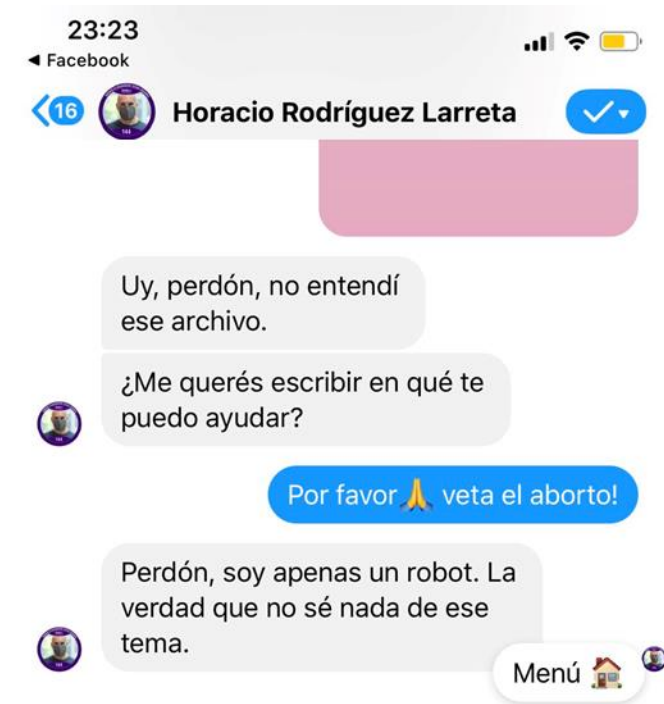 23:23
◀ Facebook
16
Horacio Rodríguez Larreta
Uy, perdón, no entendí
ese archivo.
¿Me querés escribir en qué te
puedo ayudar?
Por favor🙏 veta el aborto!
Perdón, soy apenas un robot. La
verdad que no sé nada de ese
tema.
Menú 🏠